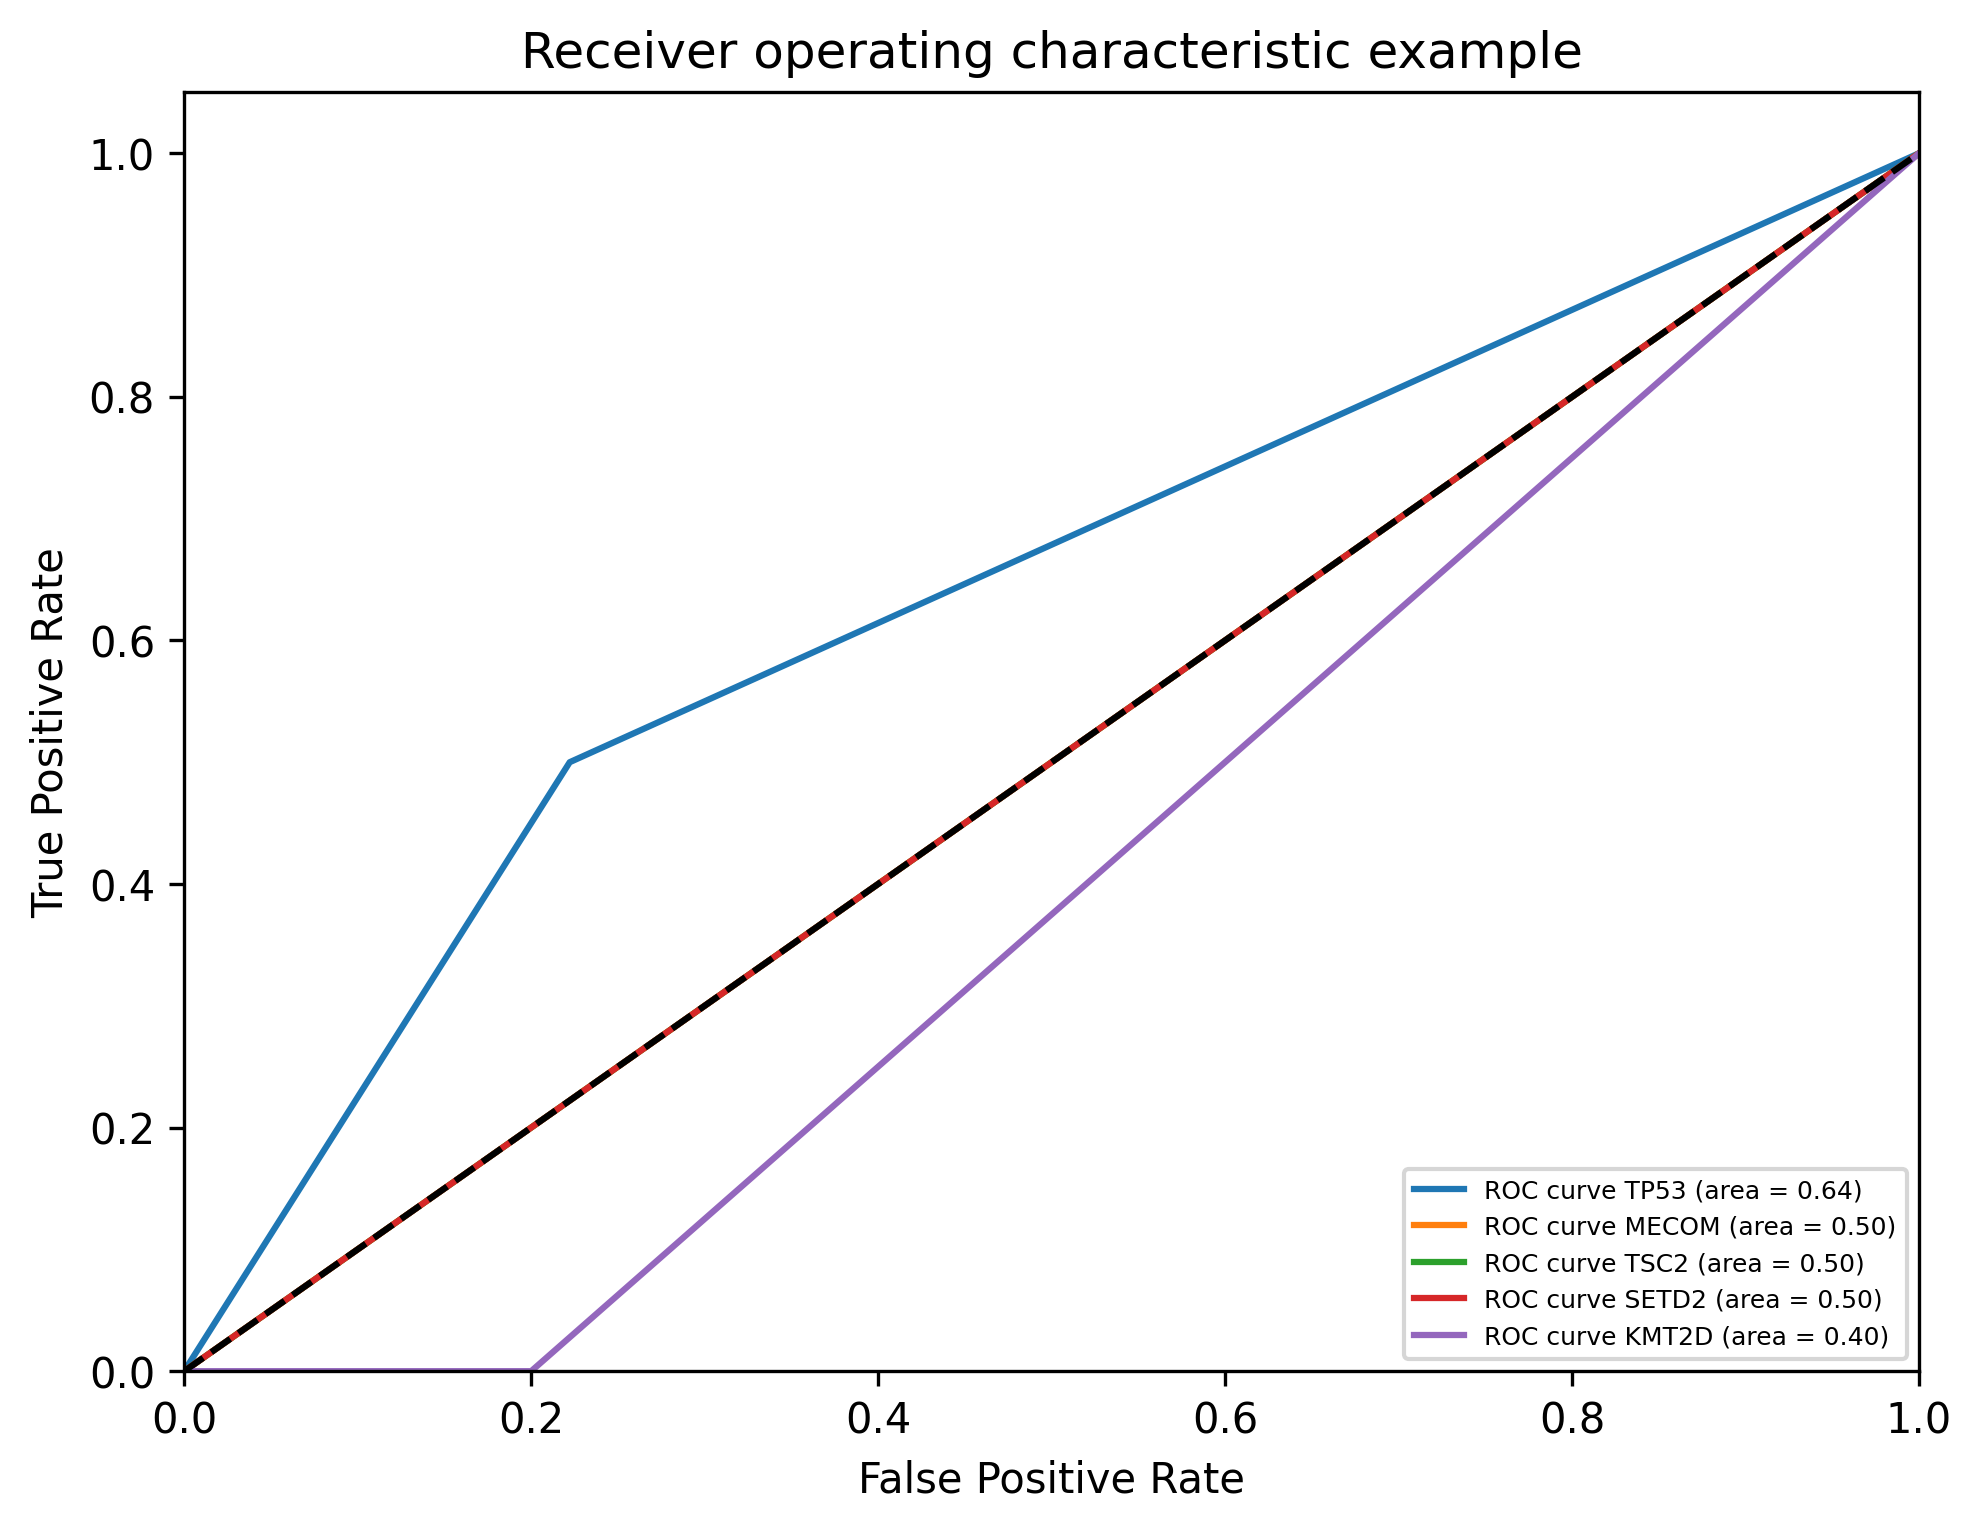 Receiver operating characteristic example
1.0
0.8
0.6
0.4
0.2
0.0
True Positive Rate
ROC curve TP53 (area = 0.64)
ROC curve MECOM (area = 0.50)
ROC curve TSC2 (area = 0.50)
ROC curve SETD2 (area = 0.50)
ROC curve KMT2D (area = 0.40)
0.0 0.2 0.4 0.6 0.8 1.0
False Positive Rate